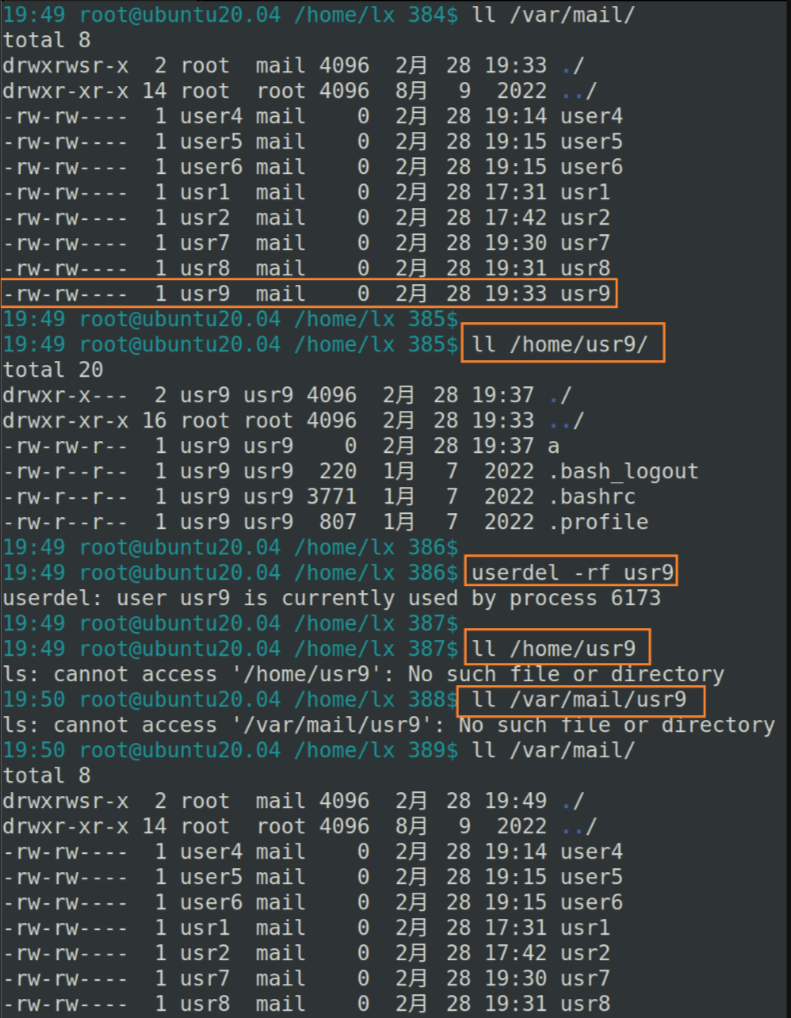 19:49 root@ubuntu20.04 /home/lx 384$ ll /var/mail/
total 8
drwxrwsr-x  2 root  mail 4096  2月  28 19:33 ./
drwxr-xr-x 14 root  root 4096  8月   9  2022 ../
-rw-rw----  1 user4 mail    0  2月  28 19:14 user4
-rw-rw----  1 user5 mail    0  2月  28 19:15 user5
-rw-rw----  1 user6 mail    0  2月  28 19:15 user6
-rw-rw----  1 usr1  mail    0  2月  28 17:31 usr1
-rw-rw----  1 usr2  mail    0  2月  28 17:42 usr2
-rw-rw----  1 usr7  mail    0  2月  28 19:30 usr7
-rw-rw----  1 usr8  mail    0  2月  28 19:31 usr8
-rw-rw----  1 usr9  mail    0  2月  28 19:33 usr9
19:49 root@ubuntu20.04 /home/lx 385$
19:49 root@ubuntu20.04 /home/lx 385$ ll /home/usr9/
total 20
drwxr-x---  2 usr9 usr9 4096  2月  28 19:37 ./
drwxr-xr-x 16 root root 4096  2月  28 19:33 ../
-rw-rw-r--  1 usr9 usr9    0  2月  28 19:37 a
-rw-r--r--  1 usr9 usr9  220  1月   7  2022 .bash_logout
-rw-r--r--  1 usr9 usr9 3771  1月   7  2022 .bashrc
-rw-r--r--  1 usr9 usr9  807  1月   7  2022 .profile
19:49 root@ubuntu20.04 /home/lx 386$
19:49 root@ubuntu20.04 /home/lx 386$ userdel -rf usr9
userdel: user usr9 is currently used by process 6173
19:49 root@ubuntu20.04 /home/lx 387$
19:49 root@ubuntu20.04 /home/lx 387$ ll /home/usr9
ls: cannot access '/home/usr9': No such file or directory
19:50 root@ubuntu20.04 /home/lx 388$ ll /var/mail/usr9
ls: cannot access '/var/mail/usr9': No such file or directory
19:50 root@ubuntu20.04 /home/lx 389$ ll /var/mail/
total 8
drwxrwsr-x  2 root  mail 4096  2月  28 19:49 ./
drwxr-xr-x 14 root  root 4096  8月   9  2022 ../
-rw-rw----  1 user4 mail    0  2月  28 19:14 user4
-rw-rw----  1 user5 mail    0  2月  28 19:15 user5
-rw-rw----  1 user6 mail    0  2月  28 19:15 user6
-rw-rw----  1 usr1  mail    0  2月  28 17:31 usr1
-rw-rw----  1 usr2  mail    0  2月  28 17:42 usr2
-rw-rw----  1 usr7  mail    0  2月  28 19:30 usr7
-rw-rw----  1 usr8  mail    0  2月  28 19:31 usr8